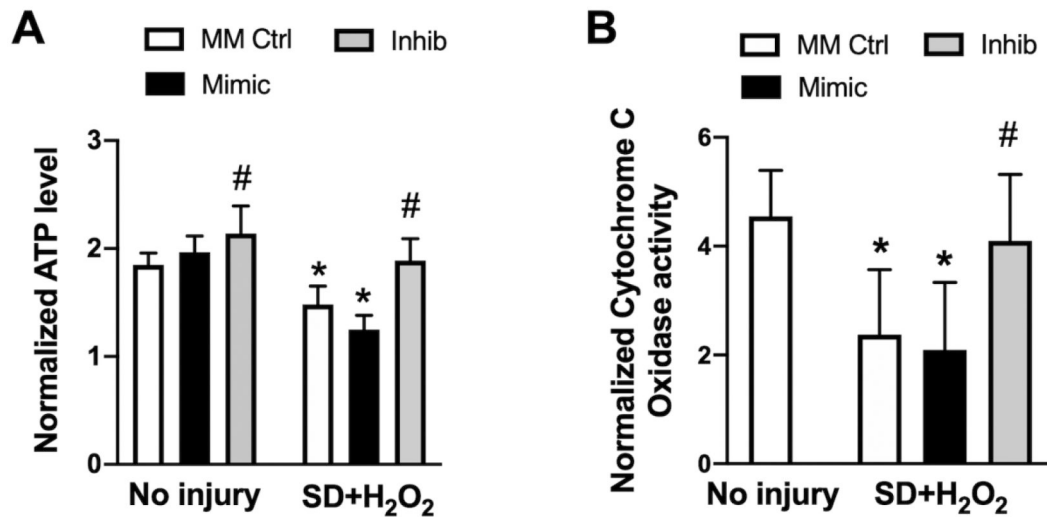 A
MM Ctrl
Inhib
Mimic
Normalized ATP level
3
2
1
0
#
*
*
#
No injury
SD+H₂O₂
B
MM Ctrl
Inhib
Mimic
Normalized Cytochrome C
Oxidase activity
6
4
2
0
*
*
#
No injury
SD+H₂O₂